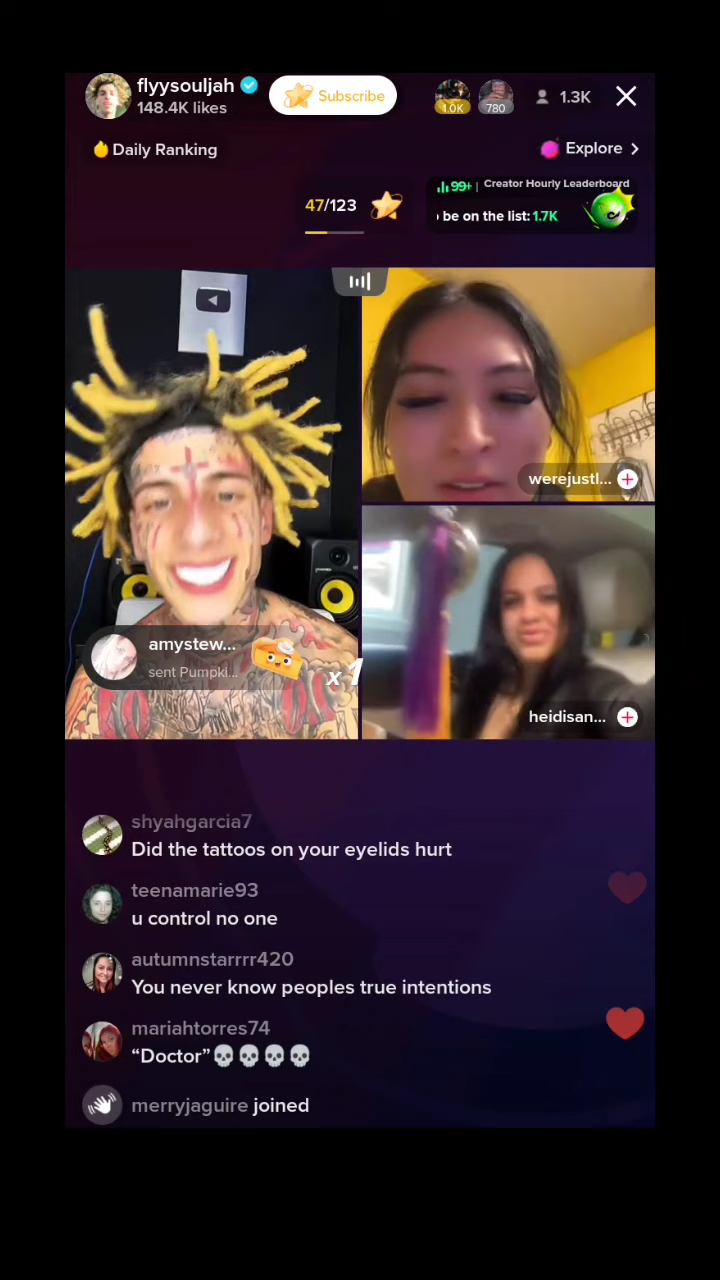 flyysouljah
148.4K likes
Subscribe
1.0K
780
1.3K
Daily Ranking
Explore
47/123
99+ | Creator Hourly Leaderboard
be on the list: 1.7K
werejustl...
amystew...
sent Pumpki...
x 1
heidisan...
shyahgarcia7
Did the tattoos on your eyelids hurt
teenamarie93
u control no one
autumnstarrrr420
You never know peoples true intentions
mariahtorres74
“Doctor”💀💀💀💀
merryjaguire joined